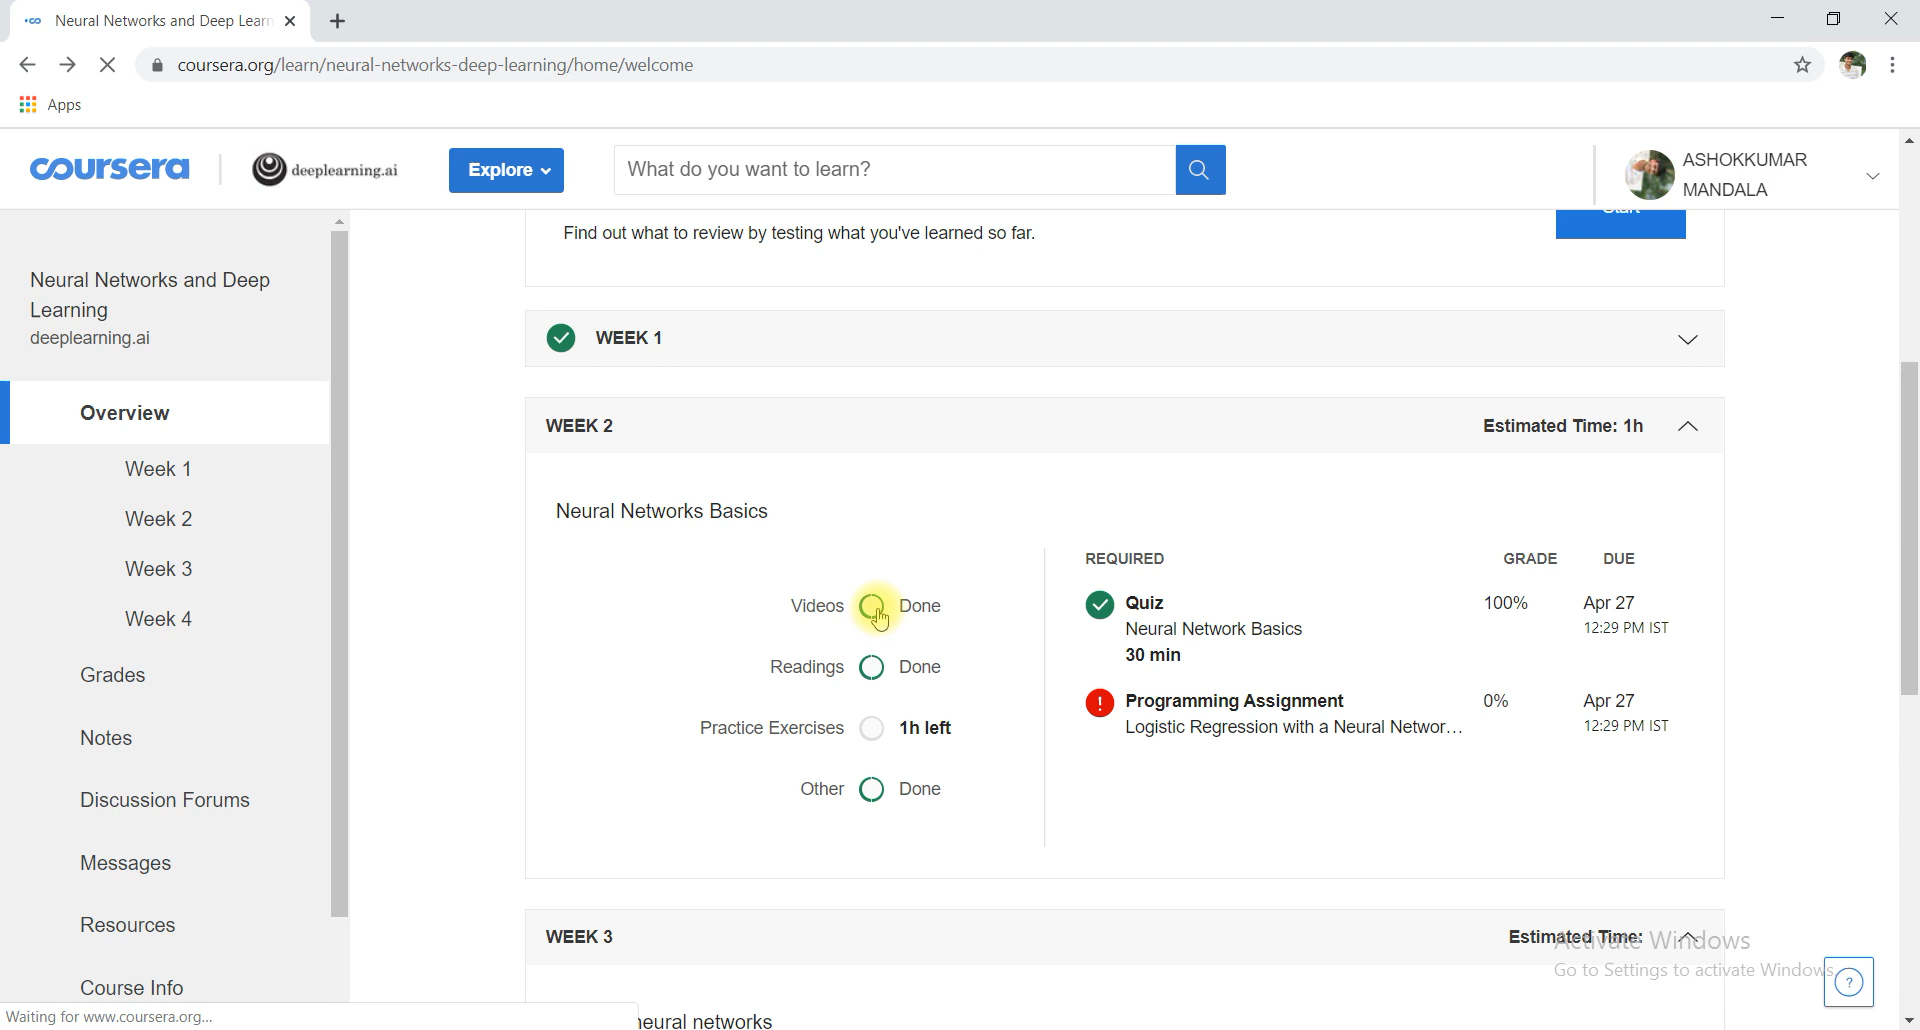 Neural Networks and Deep Learn
coursera.org/learn/neural-networks-deep-learning/home/welcome
Apps
coursera
deeplearning.ai
Explore
What do you want to learn?
ASHOKKUMAR
MANDALA
Neural Networks and Deep
Learning
deeplearning.ai
Overview
Week 1
Week 2
Week 3
Week 4
Grades
Notes
Discussion Forums
Messages
Resources
Course Info
Waiting for www.coursera.org...
Start
Find out what to review by testing what you've learned so far.
WEEK 1
WEEK 2 Estimated Time: 1h
Neural Networks Basics
Videos Done
Readings Done
Practice Exercises 1h left
Other Done
REQUIRED GRADE DUE
Quiz 100% Apr 27
Neural Network Basics 12:29 PM IST
30 min
Programming Assignment 0% Apr 27
Logistic Regression with a Neural Networ... 12:29 PM IST
WEEK 3 Estimated Time:
neural networks
Activate Windows
Go to Settings to activate Windows.
?